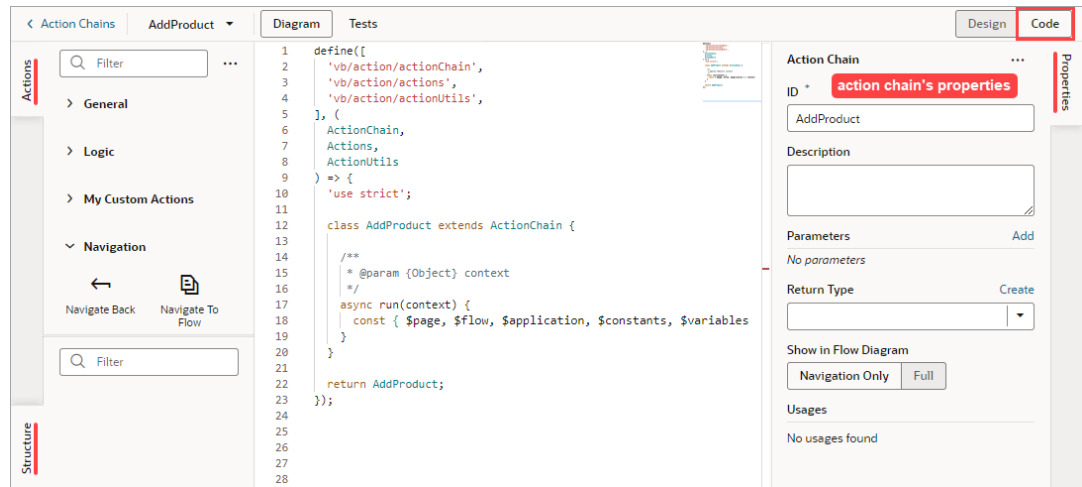 Action Chains
AddProduct
Diagram
Tests
Design
Code
Actions
Structure
Filter
...
General
Logic
My Custom Actions
Navigation
Navigate Back
Navigate To
Flow
Filter
1 define([
2 'vb/action/actionChain',
3 'vb/action/actions',
4 'vb/action/actionUtils',
5 ], (
6 ActionChain,
7 Actions,
8 ActionUtils
9 ) => {
10 'use strict';
11
12 class AddProduct extends ActionChain {
13
14 /**
15 * @param {Object} context
16 */
17 async run(context) {
18 const { $page, $flow, $application, $constants, $variables
19 }
20 }
21
22 return AddProduct;
23 });
24
25
26
27
28
Action Chain
...
ID *
action chain's properties
AddProduct
Description
Parameters
Add
No parameters
Return Type
Create
Show in Flow Diagram
Navigation Only
Full
Usages
No usages found
Properties